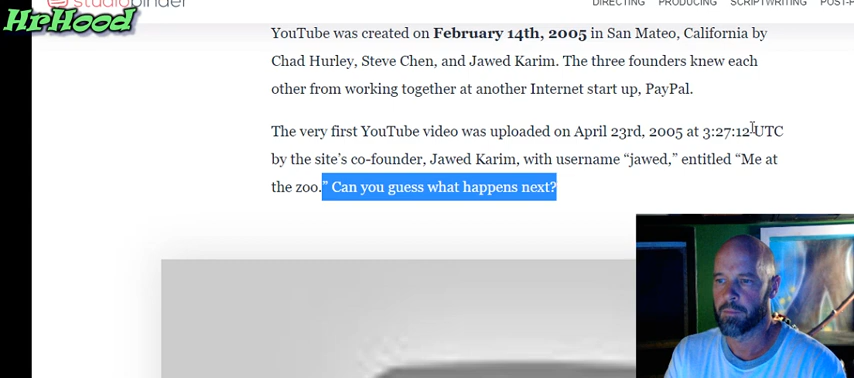 HrHood
studiobinder
DIRECTING PRODUCING SCRIPTWRITING POST-P
YouTube was created on February 14th, 2005 in San Mateo, California by
Chad Hurley, Steve Chen, and Jawed Karim. The three founders knew each
other from working together at another Internet start up, PayPal.
The very first YouTube video was uploaded on April 23rd, 2005 at 3:27:12 UTC
by the site’s co-founder, Jawed Karim, with username “jawed,” entitled “Me at
the zoo.” Can you guess what happens next?